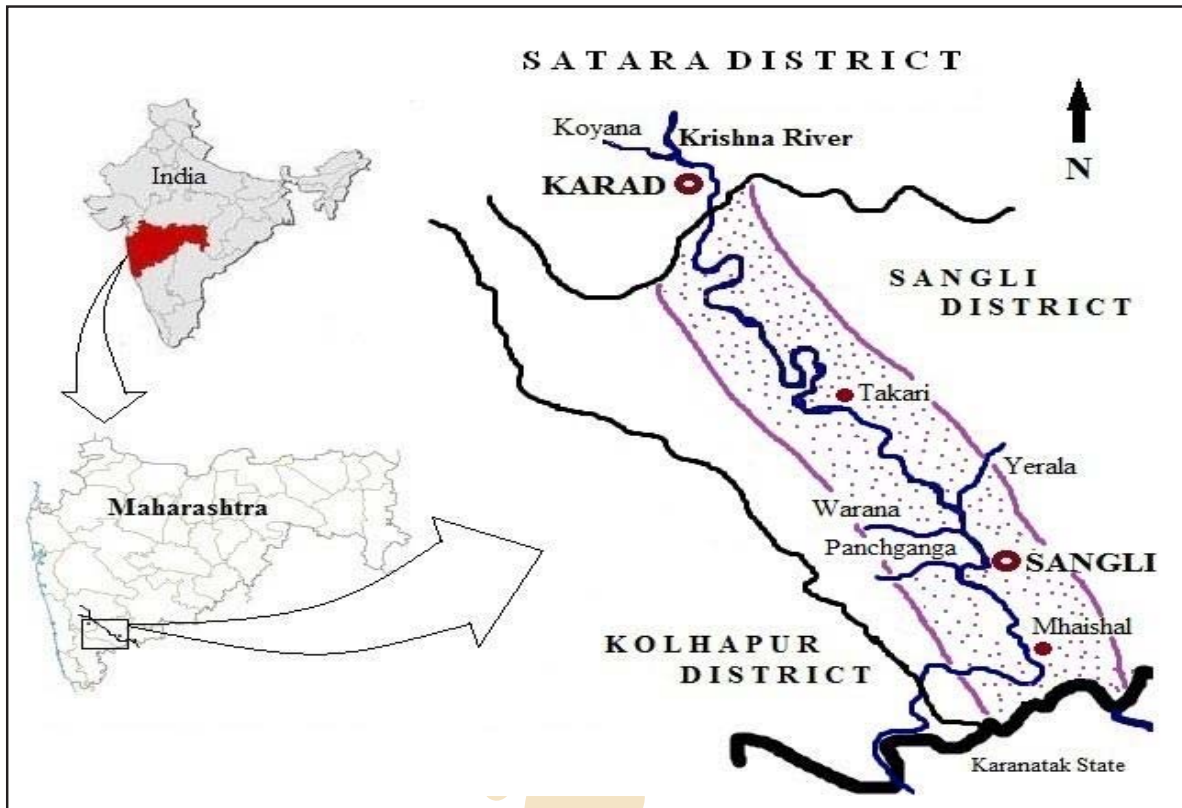 SATARA DISTRICT
Koyana
Krishna River
KARAD
N
India
SANGLI
DISTRICT
Takari
Yerala
Maharashtra
Warana
Panchganga
SANGLI
Mhaishal
KOLHAPUR
DISTRICT
Karanatak State